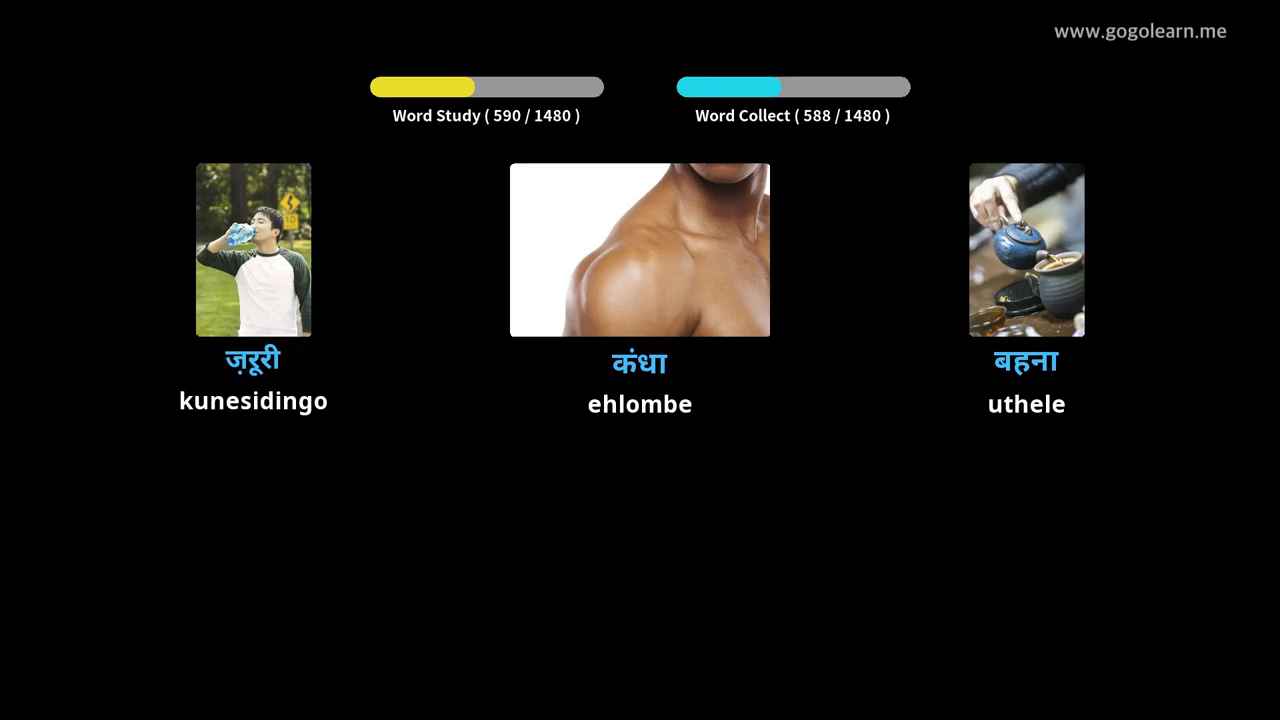 www.gogolearn.me
Word Study ( 590 / 1480 )
Word Collect ( 588 / 1480 )
ज़रूरी
kunesidingo
कंधा
ehlombe
बहना
uthele